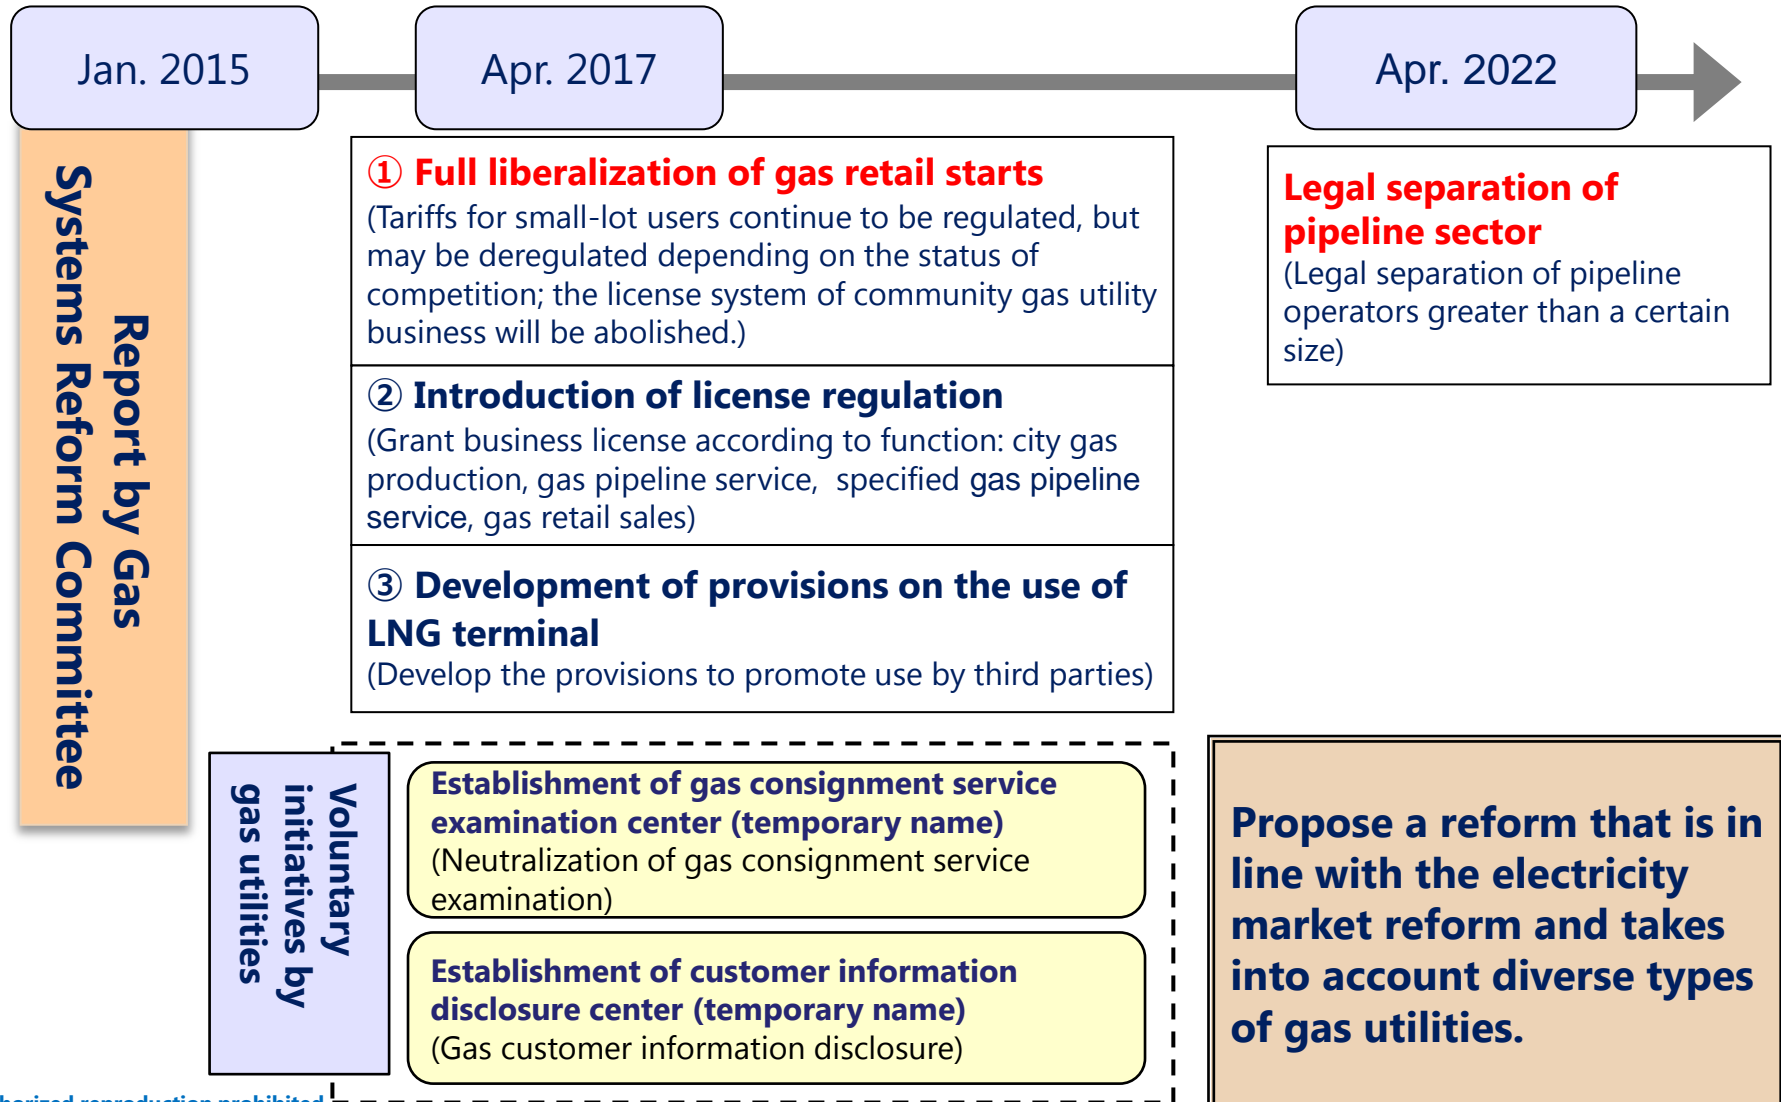 Jan. 2015
Apr. 2017
Apr. 2022
Report by Gas
Systems Reform Committee
① Full liberalization of gas retail starts
(Tariffs for small-lot users continue to be regulated, but
may be deregulated depending on the status of
competition; the license system of community gas utility
business will be abolished.)
② Introduction of license regulation
(Grant business license according to function: city gas
production, gas pipeline service, specified gas pipeline
service, gas retail sales)
③ Development of provisions on the use of
LNG terminal
(Develop the provisions to promote use by third parties)
Legal separation of
pipeline sector
(Legal separation of pipeline
operators greater than a certain
size)
Voluntary
initiatives by
gas utilities
Establishment of gas consignment service
examination center (temporary name)
(Neutralization of gas consignment service
examination)
Establishment of customer information
disclosure center (temporary name)
(Gas customer information disclosure)
Propose a reform that is in
line with the electricity
market reform and takes
into account diverse types
of gas utilities.
reproduction prohibited